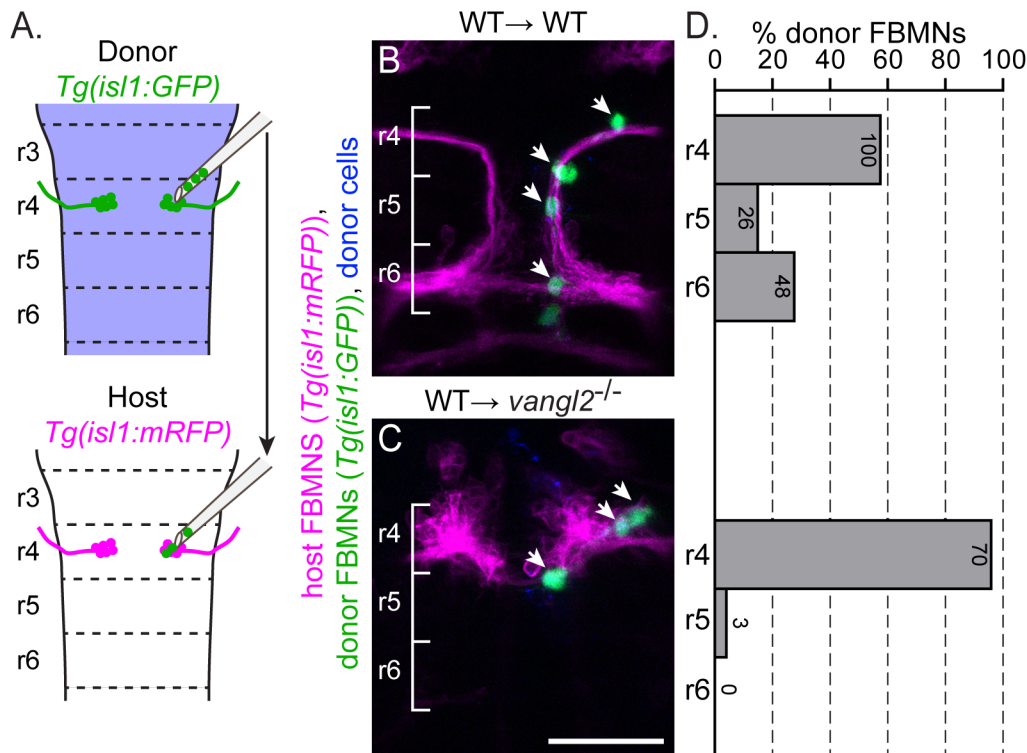 A.
Donor
Tg(isl1:GFP)
r3
r4
r5
r6
Host
Tg(isl1:mRFP)
r3
r4
r5
r6
host FBMNS (Tg(isl1:mRFP)),
donor FBMNs (Tg(isl1:GFP)), donor cells
WT→ WT
B
r4
r5
r6
WT→ vangl2-/-
C
r4
r5
r6
D.
% donor FBMNs
0 20 40 60 80 100
r4 100
r5 26
r6 48
r4 70
r5 3
r6 0